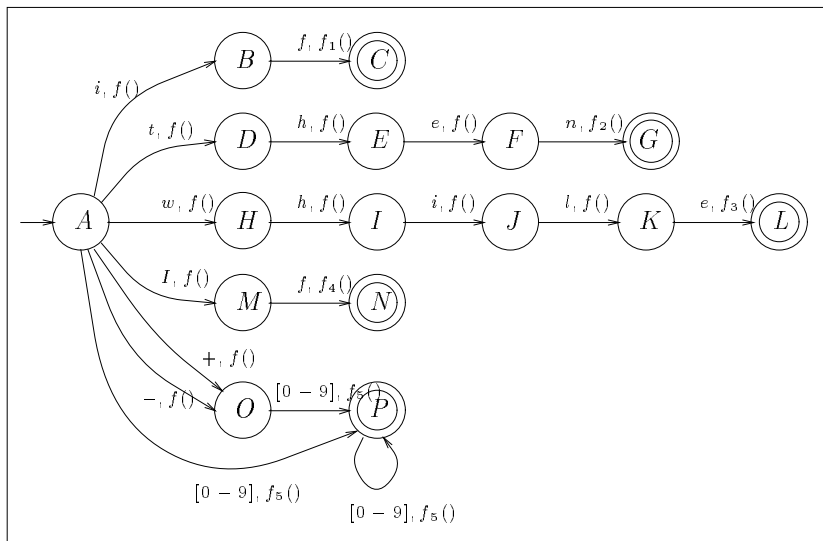 i, f() B f, f1() C
t, f() D h, f() E e, f() F n, f2() G
A w, f() H h, f() I i, f() J l, f() K e, f3() L
I, f() M f, f4() N
+, f()
−, f() O [0 − 9], f5() P
[0 − 9], f5()
[0 − 9], f5()